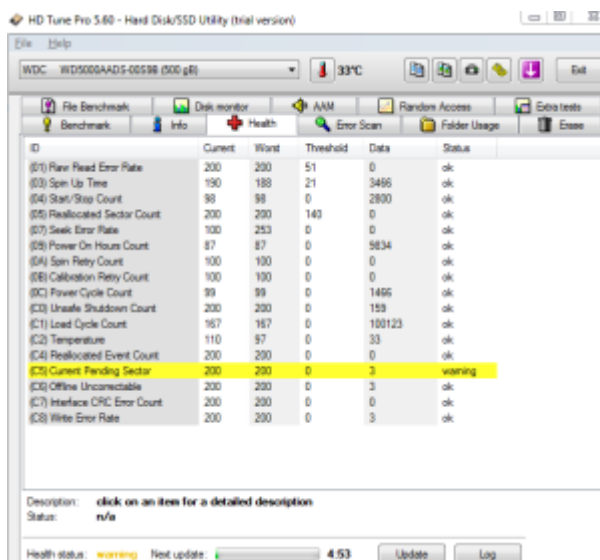 HD Tune Pro 5.60 - Hard Disk/SSD Utility (trial version)
File Help
WDC WD5000AADS-00S9B (500 gB) 33°C Exit
File Benchmark Disk monitor AAM Random Access Extra tests
Benchmark Info Health Error Scan Folder Usage Erase
ID Current Worst Threshold Data Status
(01) Raw Read Error Rate 200 200 51 0 ok
(03) Spin Up Time 190 188 21 3466 ok
(04) Start/Stop Count 98 98 0 2800 ok
(05) Reallocated Sector Count 200 200 140 0 ok
(07) Seek Error Rate 100 253 0 0 ok
(09) Power On Hours Count 87 87 0 9834 ok
(0A) Spin Retry Count 100 100 0 0 ok
(0B) Calibration Retry Count 100 100 0 0 ok
(0C) Power Cycle Count 99 99 0 1466 ok
(C0) Unsafe Shutdown Count 200 200 0 159 ok
(C1) Load Cycle Count 167 167 0 100123 ok
(C2) Temperature 110 97 0 33 ok
(C4) Reallocated Event Count 200 200 0 0 ok
(C5) Current Pending Sector 200 200 0 3 warning
(C6) Offline Uncorrectable 200 200 0 3 ok
(C7) Interface CRC Error Count 200 200 0 0 ok
(C8) Write Error Rate 200 200 0 3 ok
Description: click on an item for a detailed description
Status: n/a
Health status: warning Next update: 4:53 Update Log